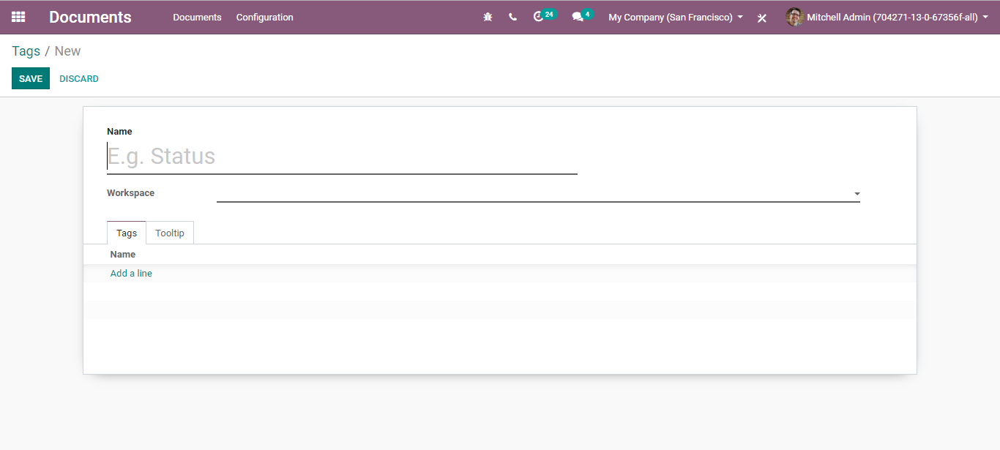 Documents Documents Configuration 24 4 My Company (San Francisco) Mitchell Admin (704271-13-0-67356f-all)
Tags / New
SAVE DISCARD
Name
E.g. Status
Workspace
Tags Tooltip
Name
Add a line